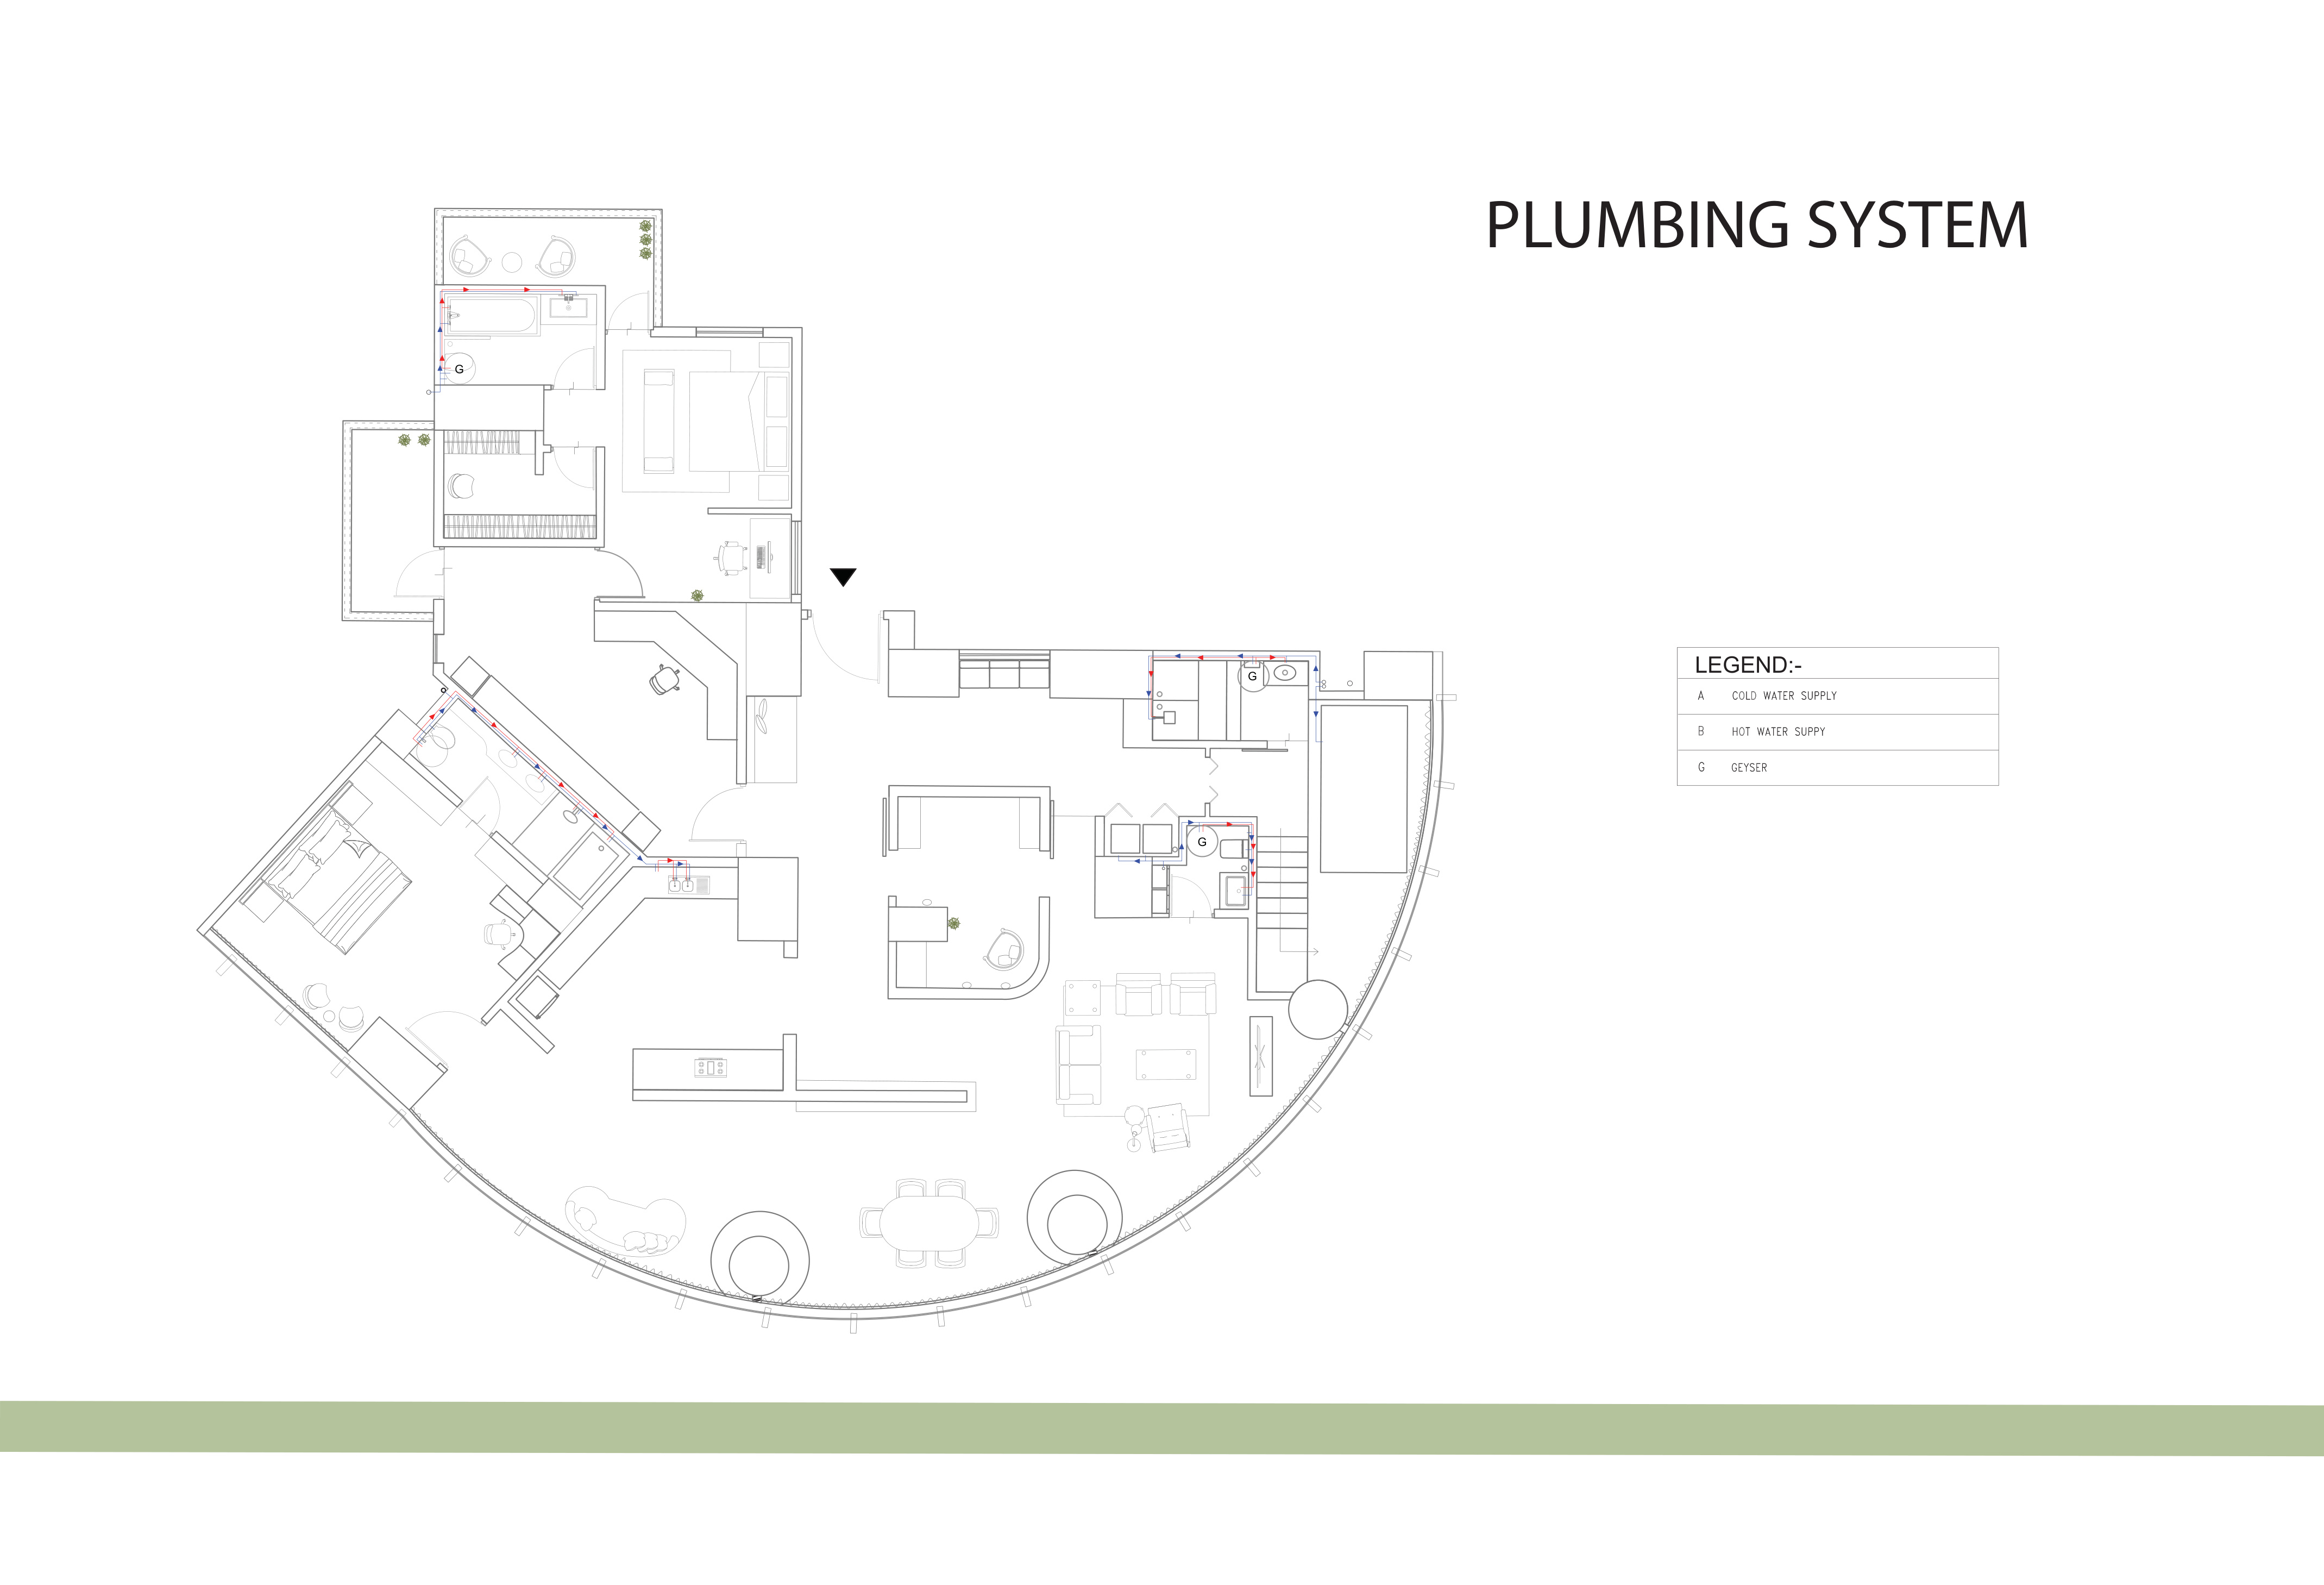 PLUMBING SYSTEM
G
LEGEND:-
A COLD WATER SUPPLY
G
B HOT WATER SUPPY
G GEYSER
G